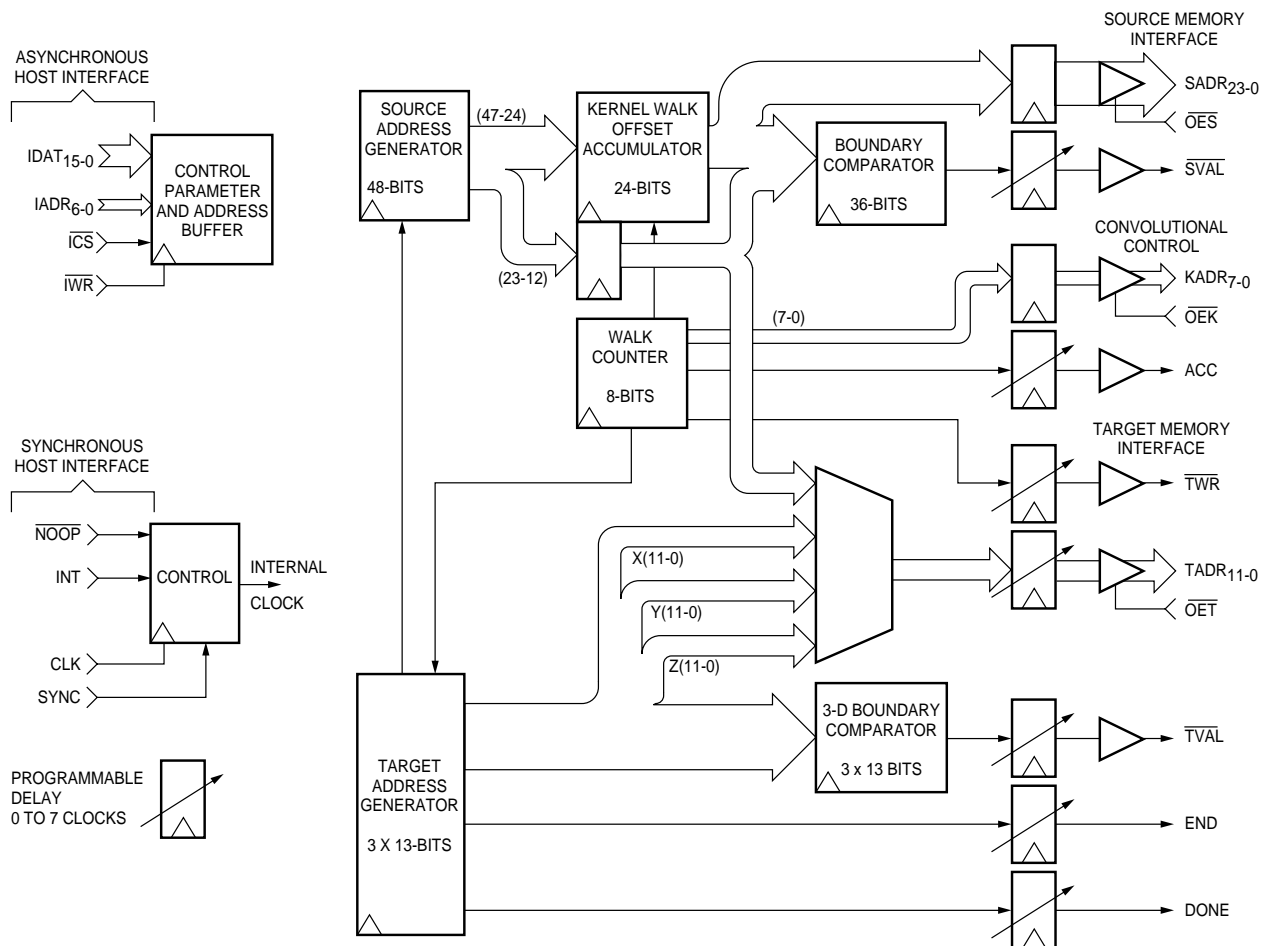 ASYNCHRONOUS
HOST INTERFACE
IDAT15-0
IADR6-0
ICS
IWR
CONTROL
PARAMETER
AND ADDRESS
BUFFER
SYNCHRONOUS
HOST INTERFACE
NOOP
INT
CLK
SYNC
CONTROL
INTERNAL
CLOCK
PROGRAMMABLE
DELAY
0 TO 7 CLOCKS
SOURCE
ADDRESS
GENERATOR
48-BITS
(47-24)
(23-12)
KERNEL WALK
OFFSET
ACCUMULATOR
24-BITS
WALK
COUNTER
8-BITS
(7-0)
BOUNDARY
COMPARATOR
36-BITS
X(11-0)
Y(11-0)
Z(11-0)
TARGET
ADDRESS
GENERATOR
3 X 13-BITS
3-D BOUNDARY
COMPARATOR
3 x 13 BITS
SOURCE MEMORY
INTERFACE
SADR23-0
OES
SVAL
CONVOLUTIONAL
CONTROL
KADR7-0
OEK
ACC
TARGET MEMORY
INTERFACE
TWR
TADR11-0
OET
TVAL
END
DONE